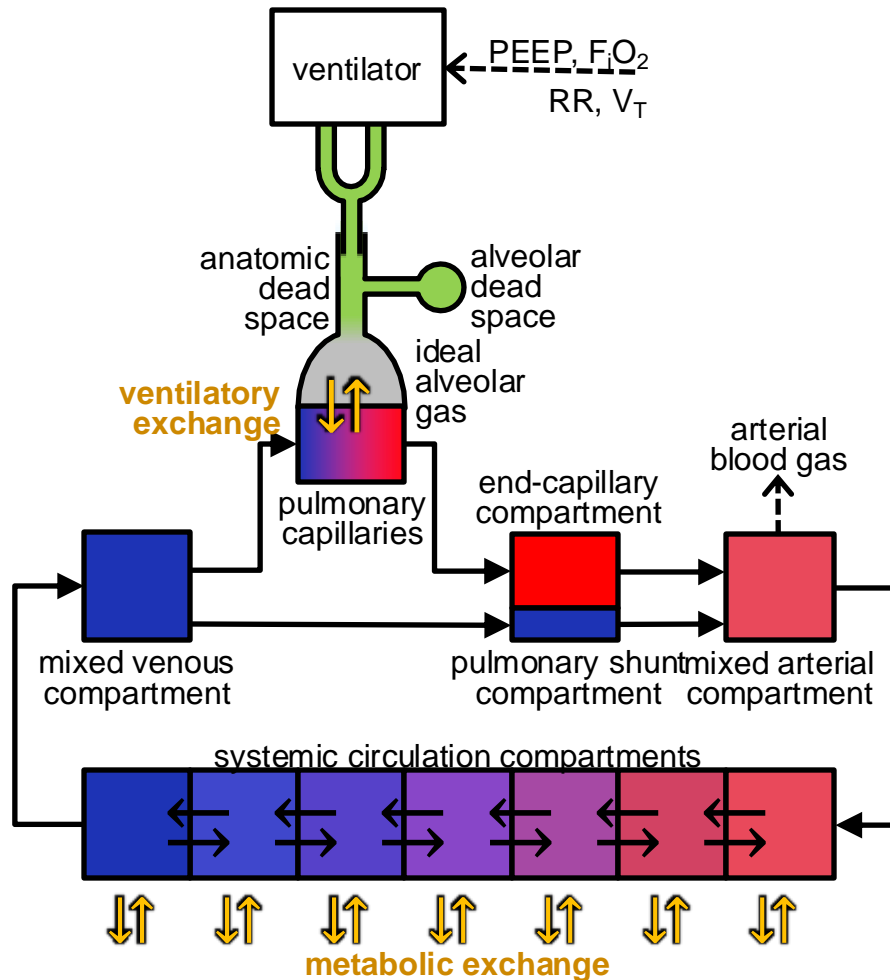 ventilator
PEEP, FiO2
RR, VT
anatomic
dead
space
alveolar
dead
space
ideal
alveolar
gas
ventilatory
exchange
pulmonary
capillaries
end-capillary
compartment
arterial
blood gas
mixed venous
compartment
pulmonary shunt
compartment
mixed arterial
compartment
systemic circulation compartments
metabolic exchange